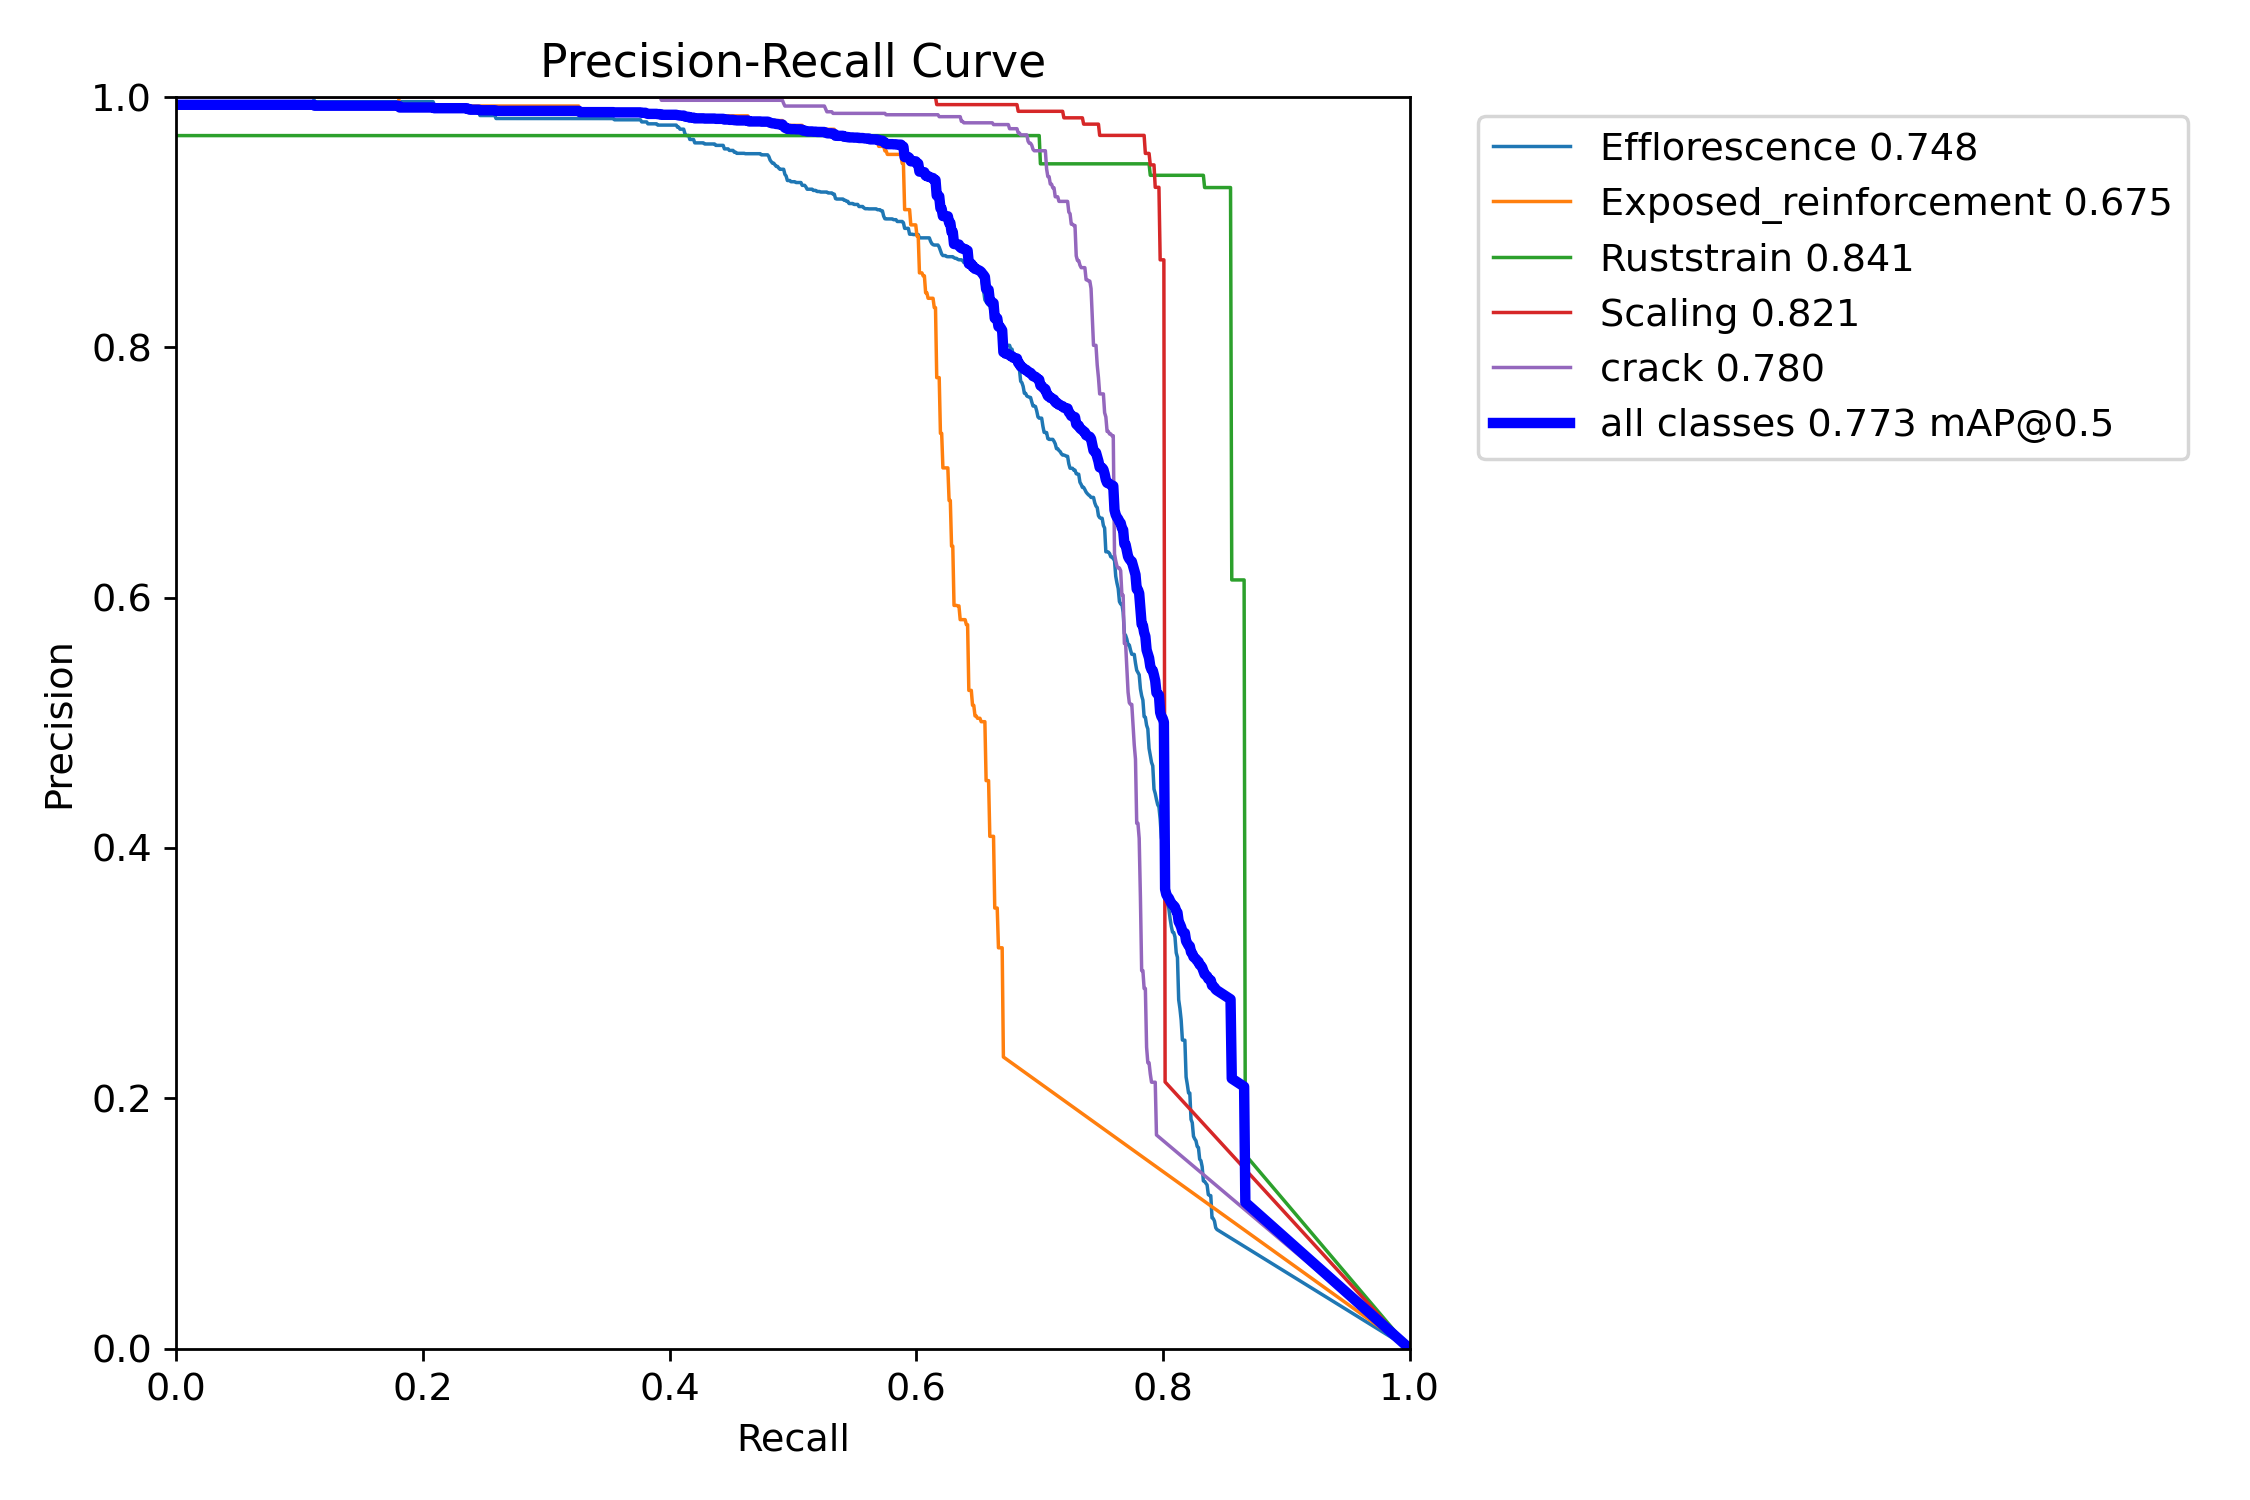 Precision-Recall Curve
1.0
0.8
0.6
0.4
0.2
0.0
Precision
0.0 0.2 0.4 0.6 0.8 1.0
Recall
Efflorescence 0.748
Exposed_reinforcement 0.675
Ruststrain 0.841
Scaling 0.821
crack 0.780
all classes 0.773 mAP@0.5